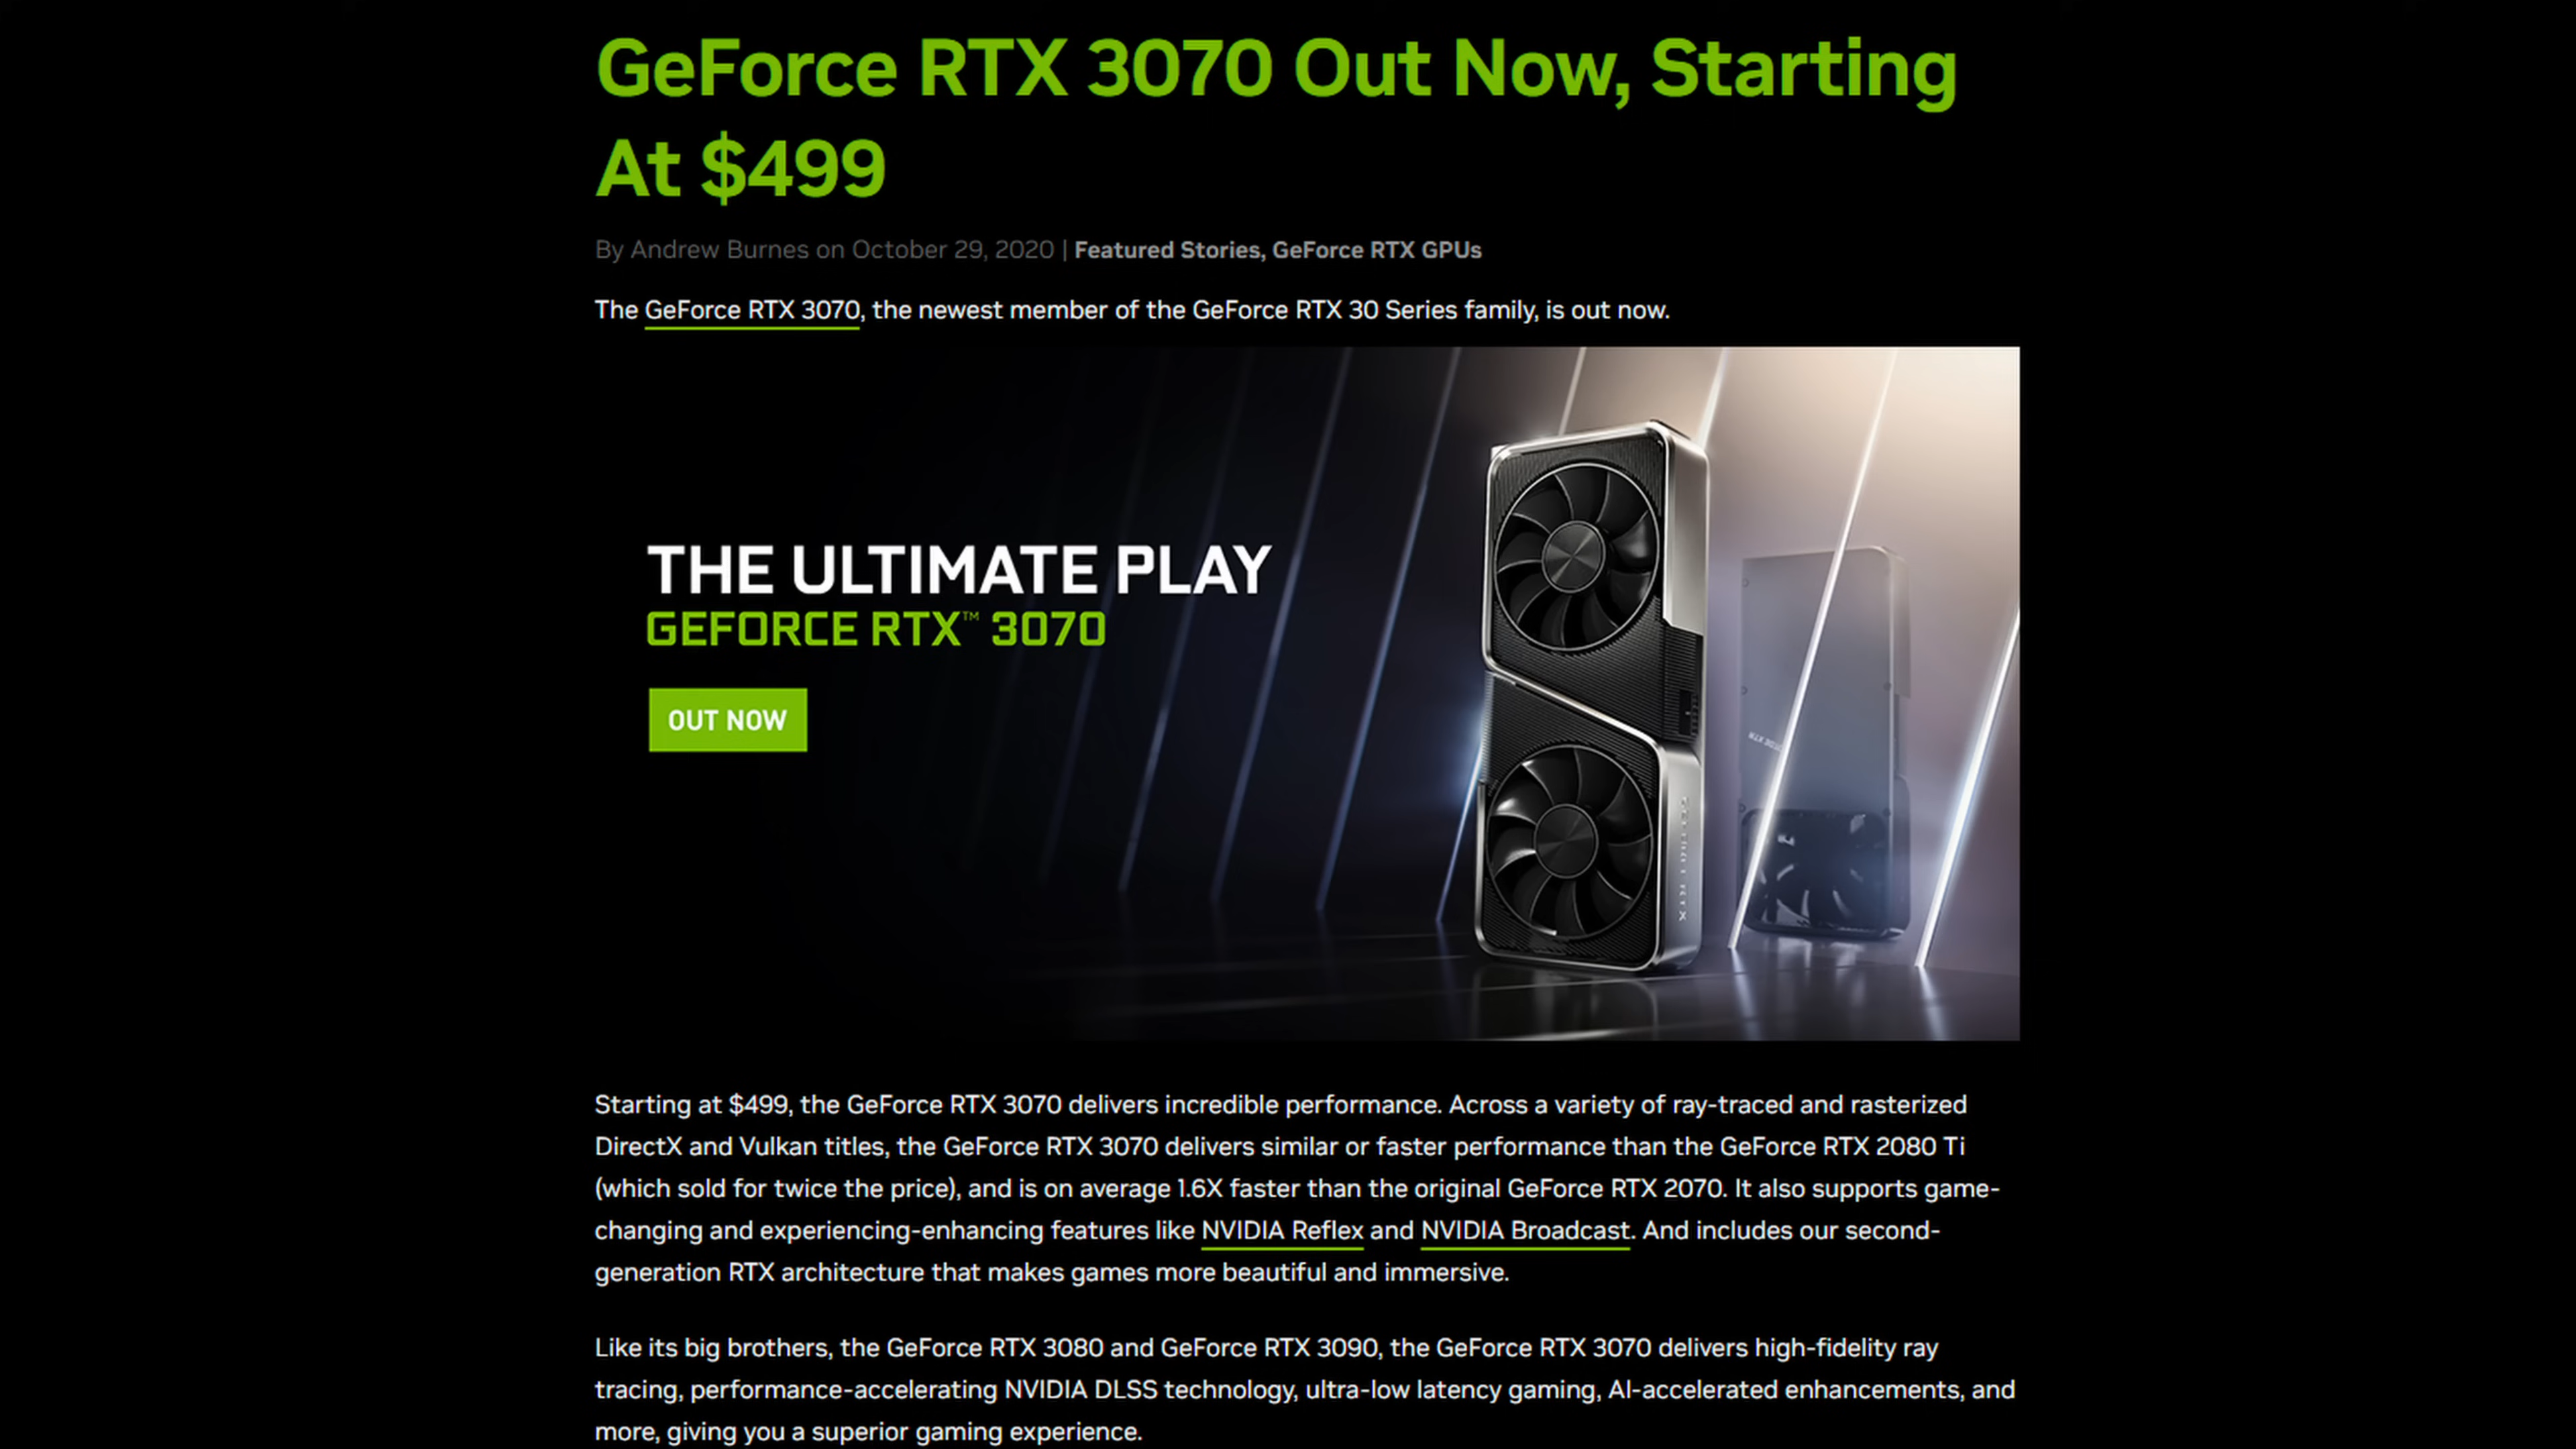 GeForce RTX 3070 Out Now, Starting
At $499
By Andrew Burnes on October 29, 2020 | Featured Stories, GeForce RTX GPUs
The GeForce RTX 3070, the newest member of the GeForce RTX 30 Series family, is out now.
THE ULTIMATE PLAY
GEFORCE RTX™ 3070
OUT NOW
GEFORCE RTX
RTX 3070
Starting at $499, the GeForce RTX 3070 delivers incredible performance. Across a variety of ray-traced and rasterized
DirectX and Vulkan titles, the GeForce RTX 3070 delivers similar or faster performance than the GeForce RTX 2080 Ti
(which sold for twice the price), and is on average 1.6X faster than the original GeForce RTX 2070. It also supports game-
changing and experiencing-enhancing features like NVIDIA Reflex and NVIDIA Broadcast. And includes our second-
generation RTX architecture that makes games more beautiful and immersive.
Like its big brothers, the GeForce RTX 3080 and GeForce RTX 3090, the GeForce RTX 3070 delivers high-fidelity ray
tracing, performance-accelerating NVIDIA DLSS technology, ultra-low latency gaming, AI-accelerated enhancements, and
more, giving you a superior gaming experience.